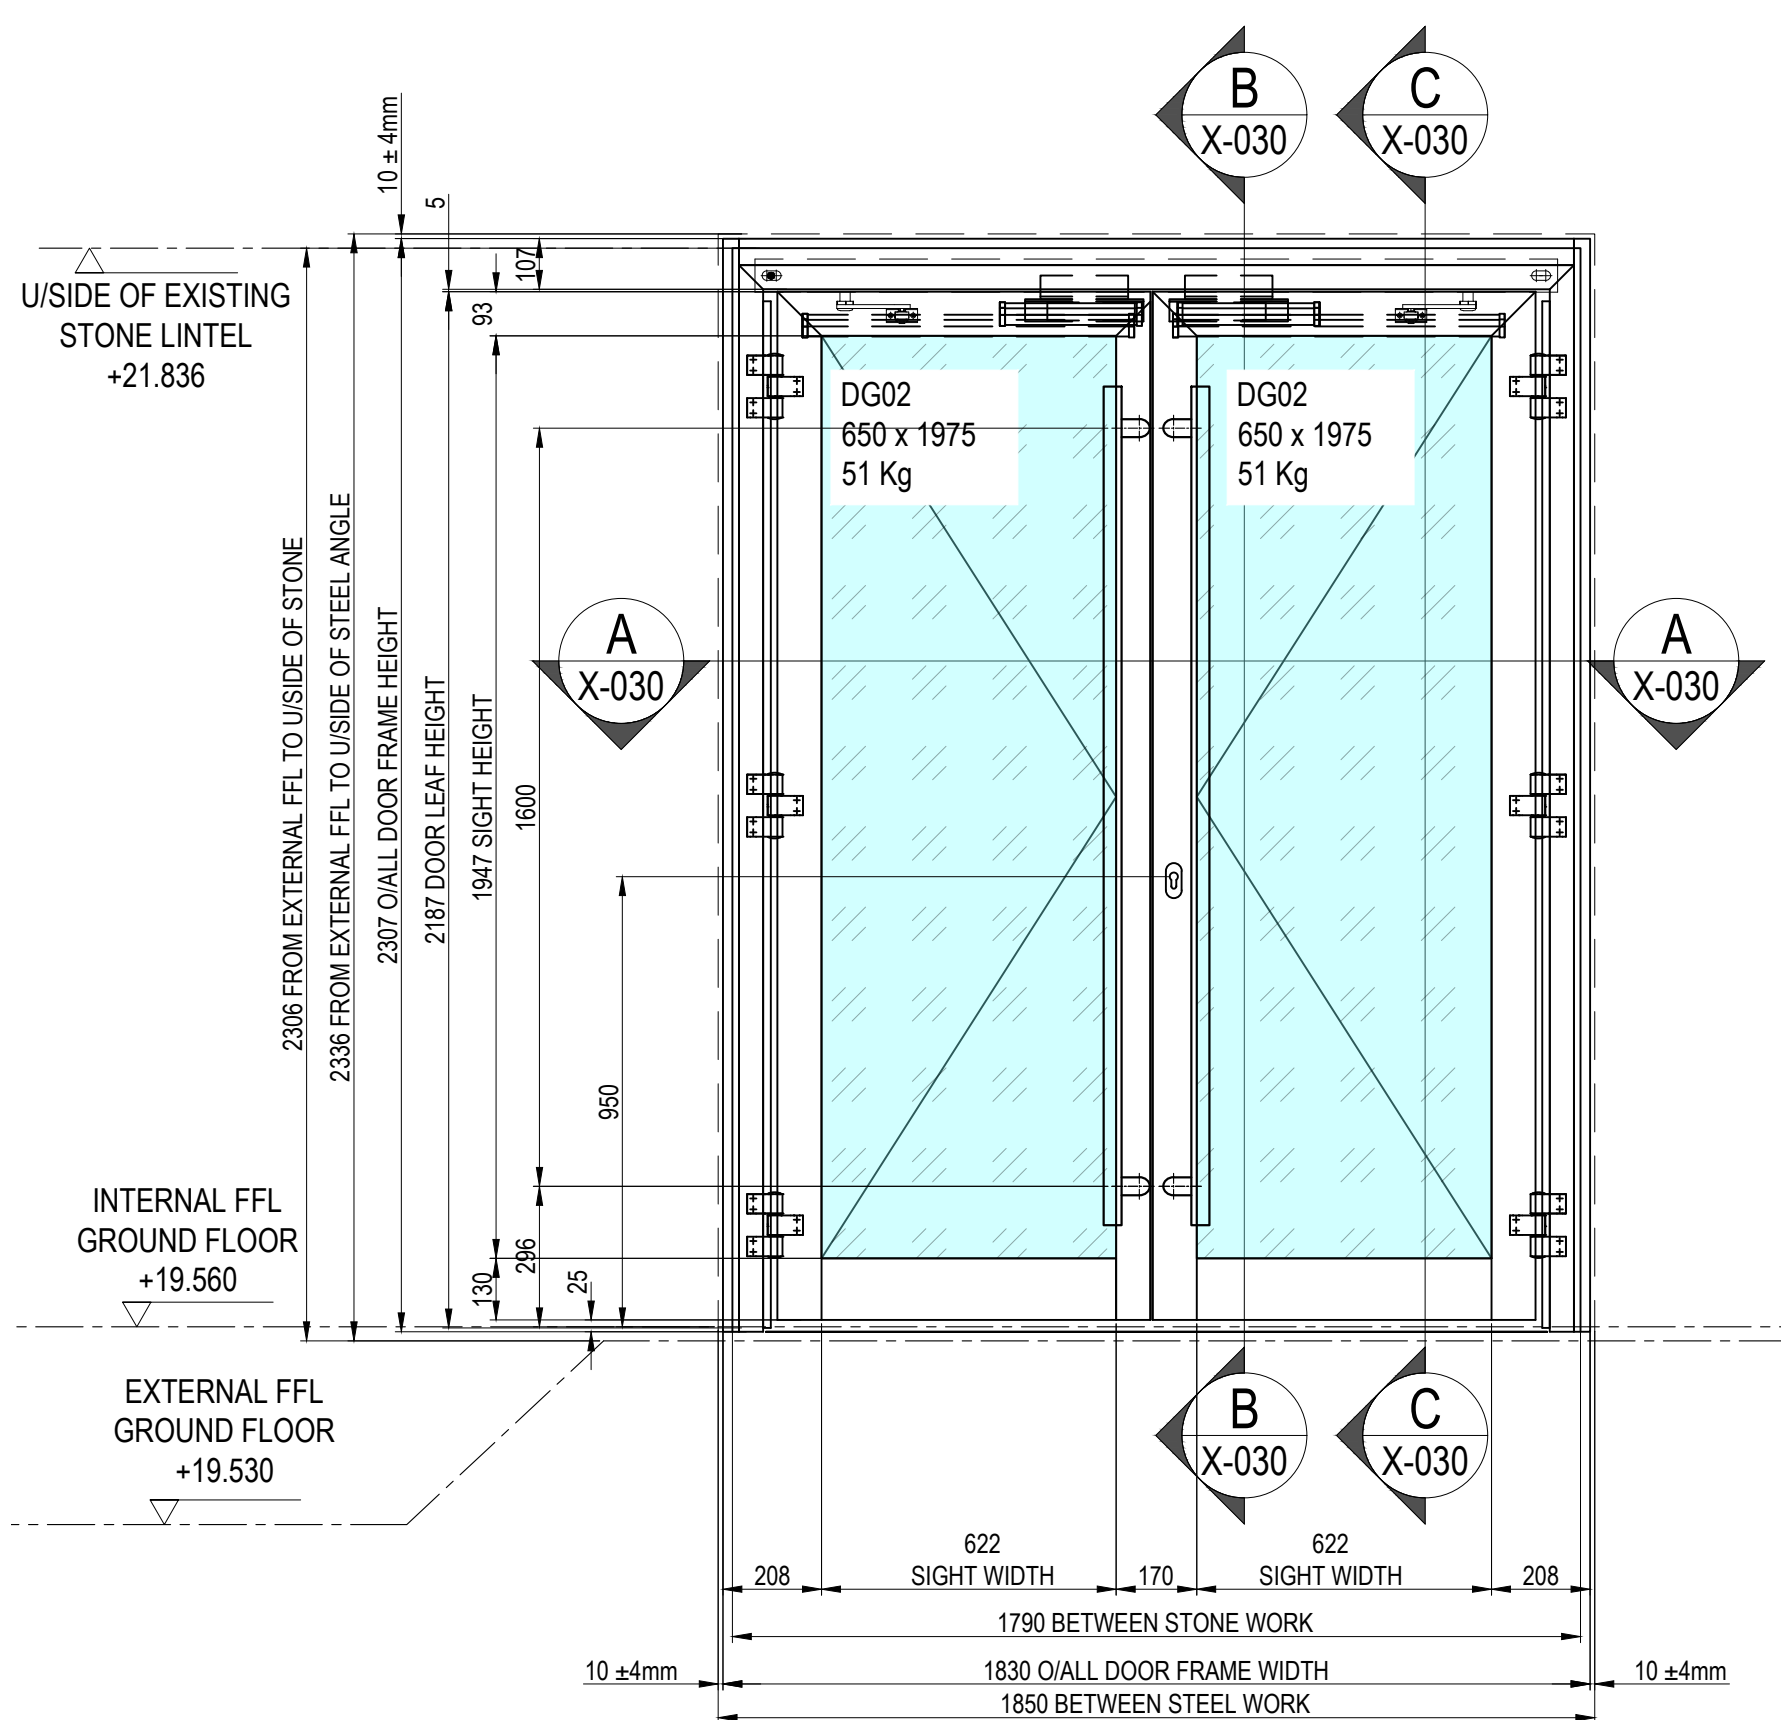 B
X-030
C
X-030
10 ± 4mm
5
107
93
U/SIDE OF EXISTING
STONE LINTEL
+21.836
DG02
650 x 1975
51 Kg
DG02
650 x 1975
51 Kg
2306 FROM EXTERNAL FFL TO U/SIDE OF STONE
2336 FROM EXTERNAL FFL TO U/SIDE OF STEEL ANGLE
2307 O/ALL DOOR FRAME HEIGHT
2187 DOOR LEAF HEIGHT
1947 SIGHT HEIGHT
1600
950
A
X-030
A
X-030
INTERNAL FFL
GROUND FLOOR
+19.560
130
296
25
EXTERNAL FFL
GROUND FLOOR
+19.530
B
X-030
C
X-030
208
622
SIGHT WIDTH
170
622
SIGHT WIDTH
208
1790 BETWEEN STONE WORK
10 ±4mm
1830 O/ALL DOOR FRAME WIDTH
10 ±4mm
1850 BETWEEN STEEL WORK